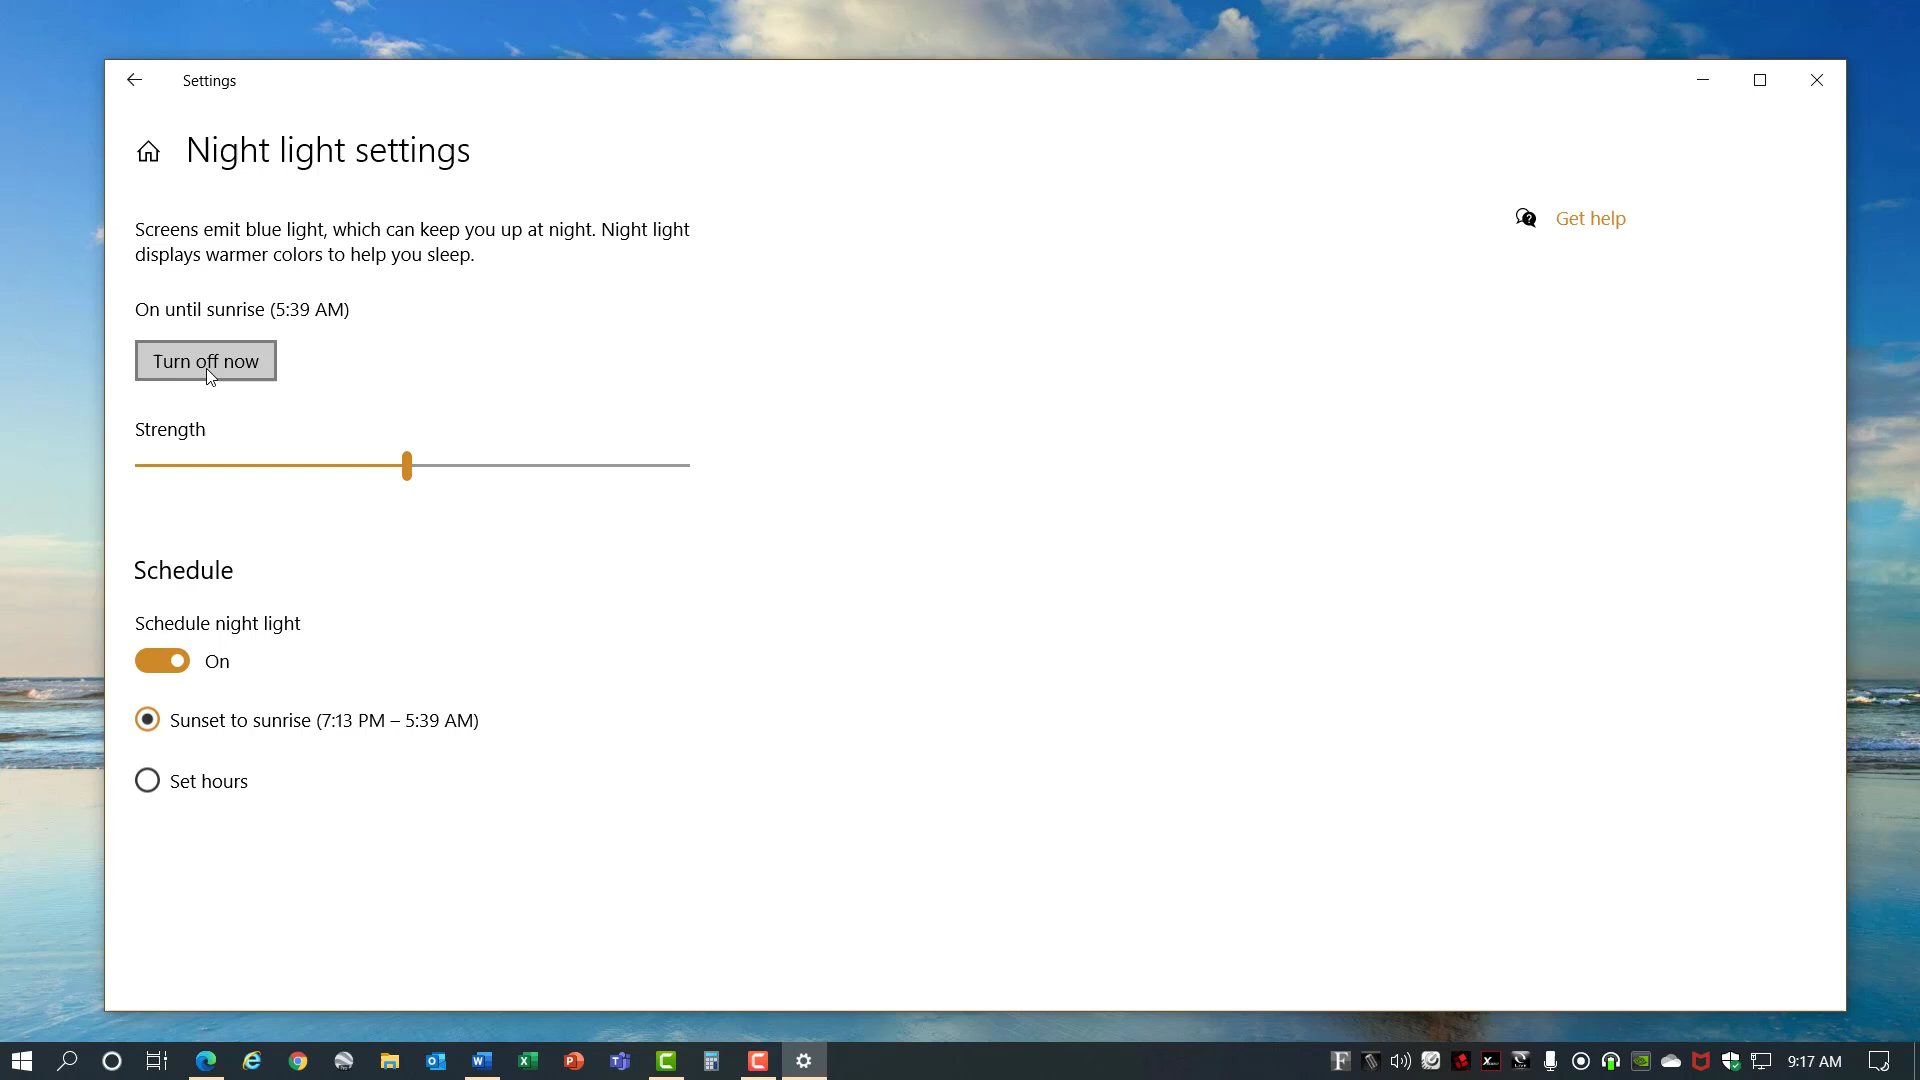 Settings
Night light settings
Screens emit blue light, which can keep you up at night. Night light
displays warmer colors to help you sleep.
Get help
On until sunrise (5:39 AM)
Turn off now
Strength
Schedule
Schedule night light
On
Sunset to sunrise (7:13 PM – 5:39 AM)
Set hours
9:17 AM